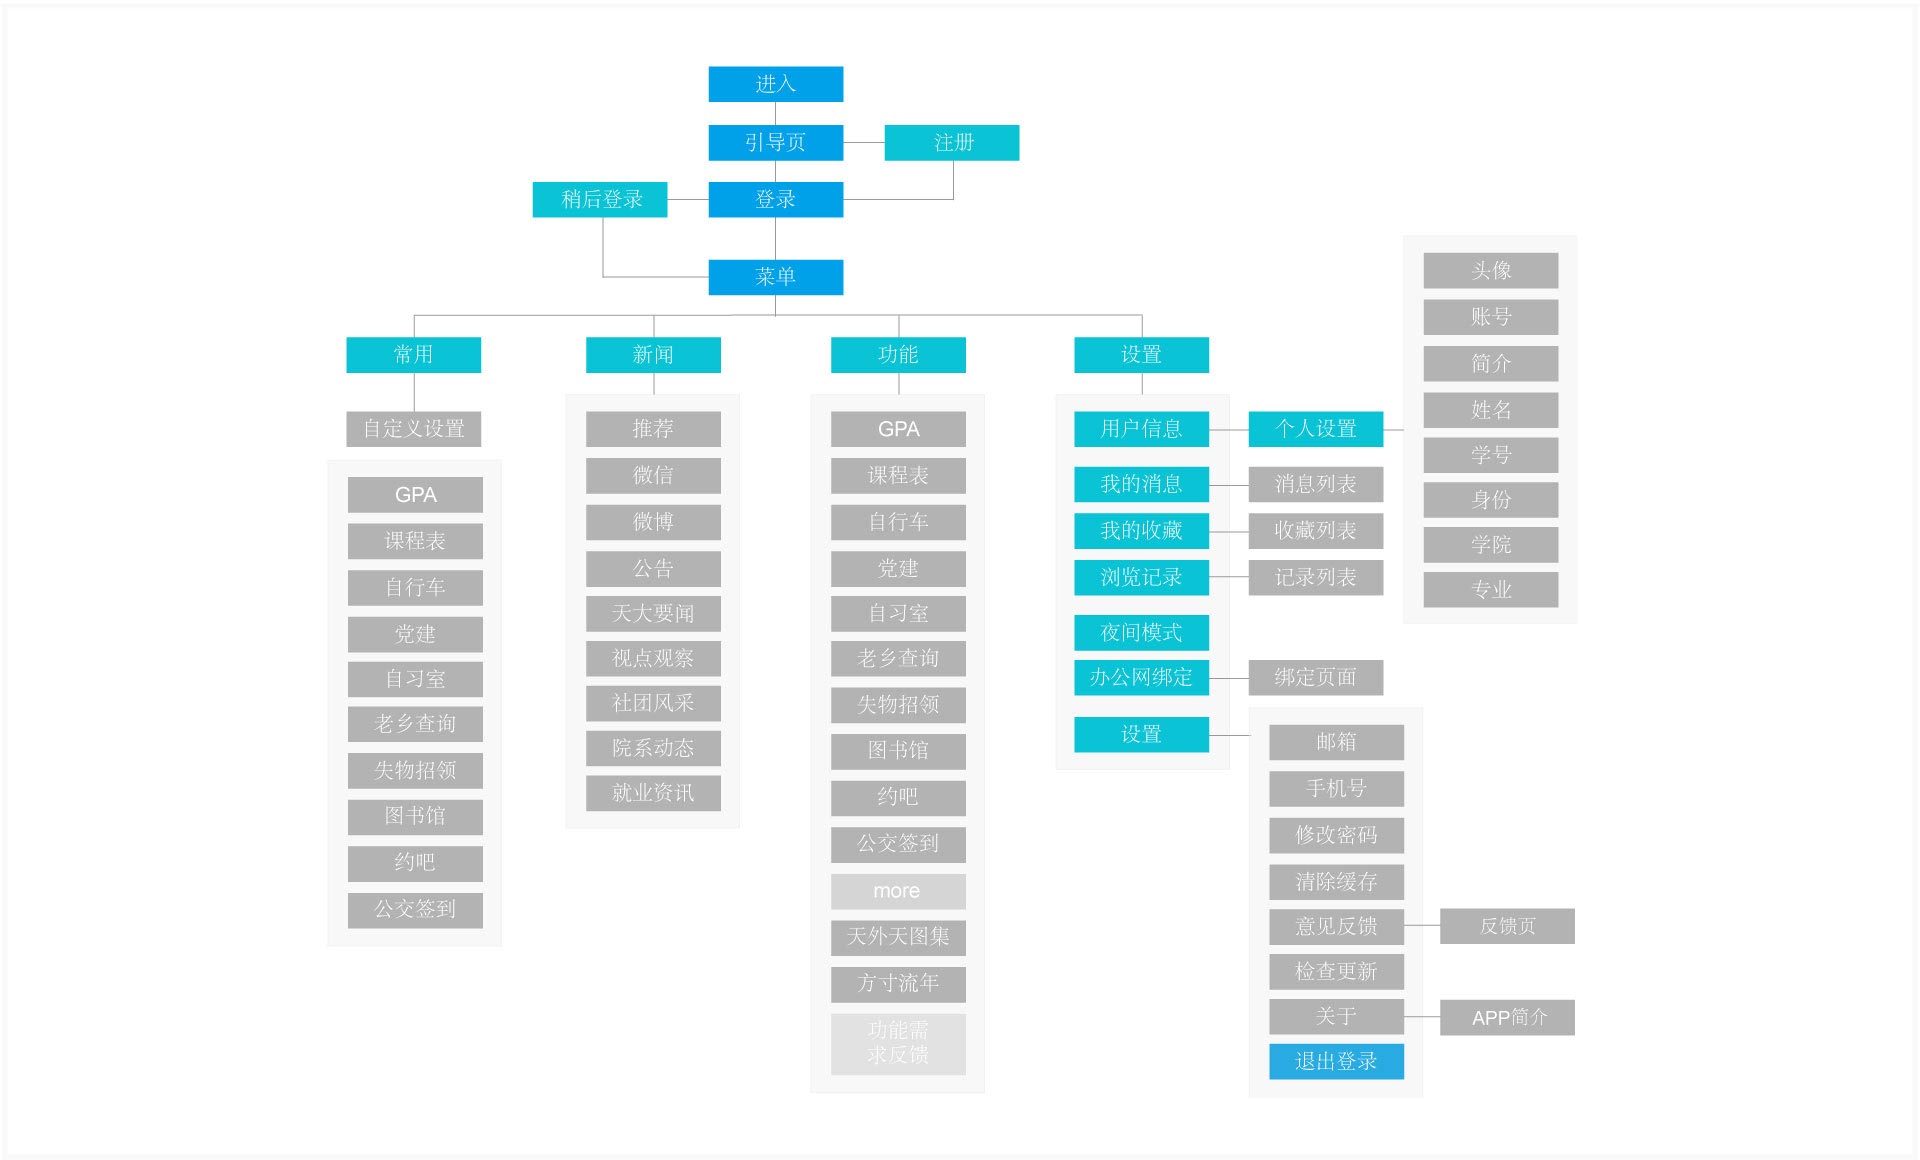 进入
引导页
注册
稍后登录
登录
菜单
常用
新闻
功能
设置
自定义设置
GPA
课程表
自行车
党建
自习室
老乡查询
失物招领
图书馆
约吧
公交签到
推荐
微信
微博
公告
天大要闻
视点观察
社团风采
院系动态
就业资讯
GPA
课程表
自行车
党建
自习室
老乡查询
失物招领
图书馆
约吧
公交签到
more
天外天图集
方寸流年
功能需
求反馈
用户信息
个人设置
我的消息
消息列表
我的收藏
收藏列表
浏览记录
记录列表
夜间模式
办公网绑定
绑定页面
设置
头像
账号
简介
姓名
学号
身份
学院
专业
邮箱
手机号
修改密码
清除缓存
意见反馈
反馈页
检查更新
关于
APP简介
退出登录